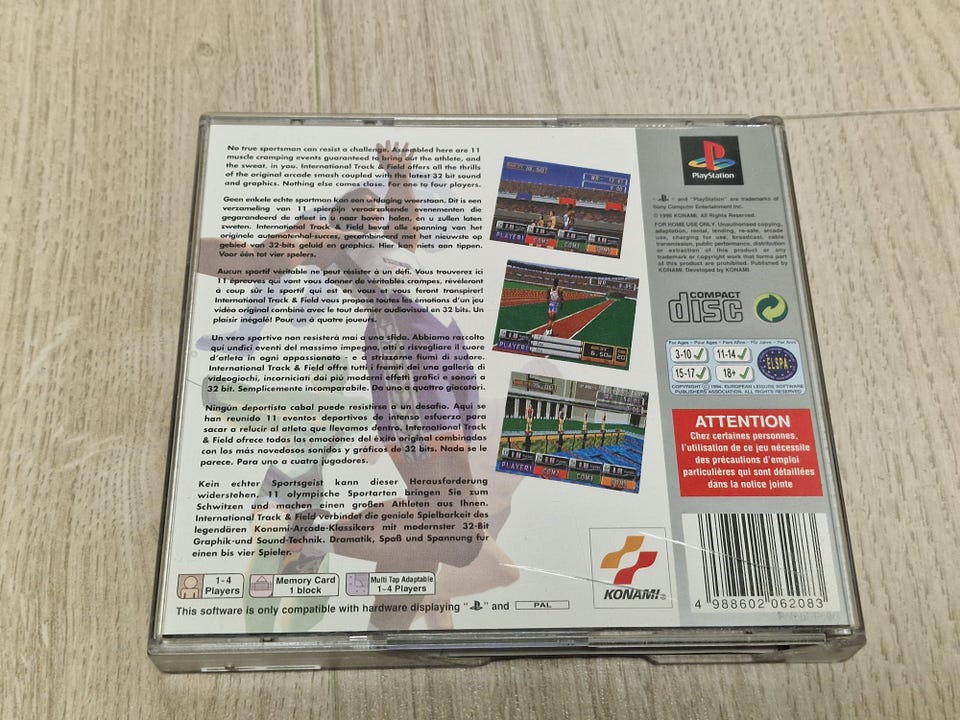 No true sportsman can resist a challenge. Assembled here are 11
muscle cramping events guaranteed to bring out the athlete, and
the sweat, in you. International Track & Field offers all the thrills
of the original arcade smash coupled with the latest 32 bit sound
and graphics. Nothing else comes close. For one to four players.
Geen enkele echte sportman kan een uitdaging weerstaan. Dit is een
verzameling van 11 spierpijn veroorzakende evenementen die
gegarandeerd de atleet in u naar boven halen, en u zullen laten
zweten. International Track & Field bevat alle spanning van het
originele automatenhal-succes, gecombineerd met het nieuwste op
gebied van 32-bits geluid en graphics. Hier kan niets aan tippen.
Voor één tot vier spelers.
Aucun sportif véritable ne peut résister à un défi. Vous trouverez ici
11 épreuves qui vont vous donner de véritables crampes, révéleront
à coup sûr le sportif qui est en vous et vous feront transpirer!
International Track & Field vous propose toutes les émotions d'un jeu
vidéo original combiné avec le tout dernier audiovisuel en 32 bits. Un
plaisir inégalé! Pour un à quatre joueurs.
Un vero sportivo non resisterà mai a una sfida. Abbiamo raccolto
qui undici event del massimo impegno, atti a risvegliare il cuore
d'atleta in ogni appassionato - e a strizzarne fiumi di sudore.
International Track & Field offre tutti i fremiti dei una galleria di
videogiochi, incorniciati dai più moderni effetti grafici e sonori a
32 bit. Semplicemente incomparabile. Da uno a quattro giocatori.
Ningún deportista cabal puede resistirse a un desafío. Aqui se
han reunido 11 eventos deportivos de intenso esfuerzo para
sacar a relucir al atleta que llevamos dentro. International Track
& Field ofrece todas las emociones del éxito original combinadas
con los más novedosos sonidos y gráficos de 32 bits. Nada se le
parece. Para uno a cuatro jugadores.
Kein echter Sportsgeist kann dieser Herausforderung
widerstehen. 11 olympische Sportarten bringen Sie zum
Schwitzen und machen einen großen Athleten aus Ihnen.
International Track & Field verbindet die geniale Spielbarkeit des
legendären Konami-Arcade-Klassikers mit modernster 32-Bit
Graphik-und Sound-Technik. Dramatik, Spaß und Spannung für
einen bis vier Spieler.
1-4
Players
Memory Card
1 block
Multi Tap Adaptable
1-4 Players
This software is only compatible with hardware displaying " " and PAL
PLAYER1
COM2
COM3
PLAYER1
6.50m
PLAYER1
COM2
COM3
KONAMI®
PlayStation
" " and "PlayStation" are trademarks of
Sony Computer Entertainment Inc.
© 1996 KONAMI. All Rights Reserved.
FOR HOME USE ONLY. Unauthorised copying,
adaptation, rental, lending, re-sale, arcade
use, charging for use, broadcast, cable
transmission, public performance, distribution
or extraction of this product or any
trademark or copyright work that forms part
of this product are prohibited. Published by
KONAMI. Developed by KONAMI.
COMPACT
disc
For Ages - Pour Ages - Para Años - Per Anni
3-10
11-14
15-17
18+
ELSPA
COPYRIGHT © 1994, EUROPEAN LEISURE SOFTWARE
PUBLISHERS ASSOCIATION. ALL RIGHTS RESERVED
ATTENTION
Chez certaines personnes,
l'utilisation de ce jeu nécessite
des précautions d'emploi
particulières qui sont détaillées
dans la notice jointe
4 988602 062083